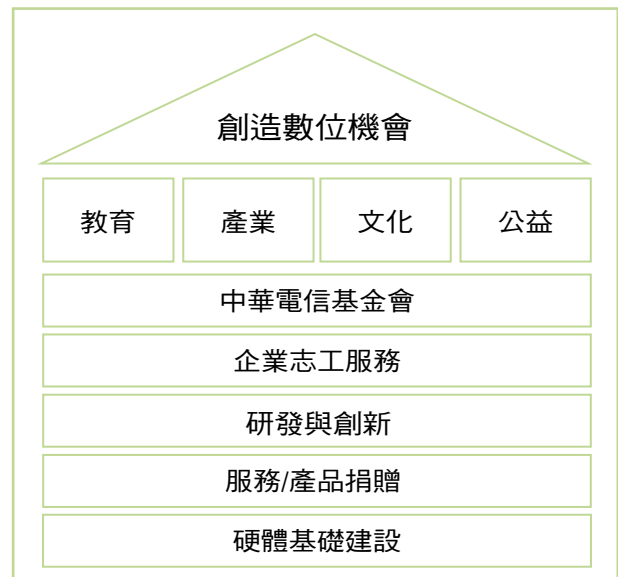 創造數位機會
教育 產業 文化 公益
中華電信基金會
企業志工服務
研發與創新
服務/產品捐贈
硬體基礎建設